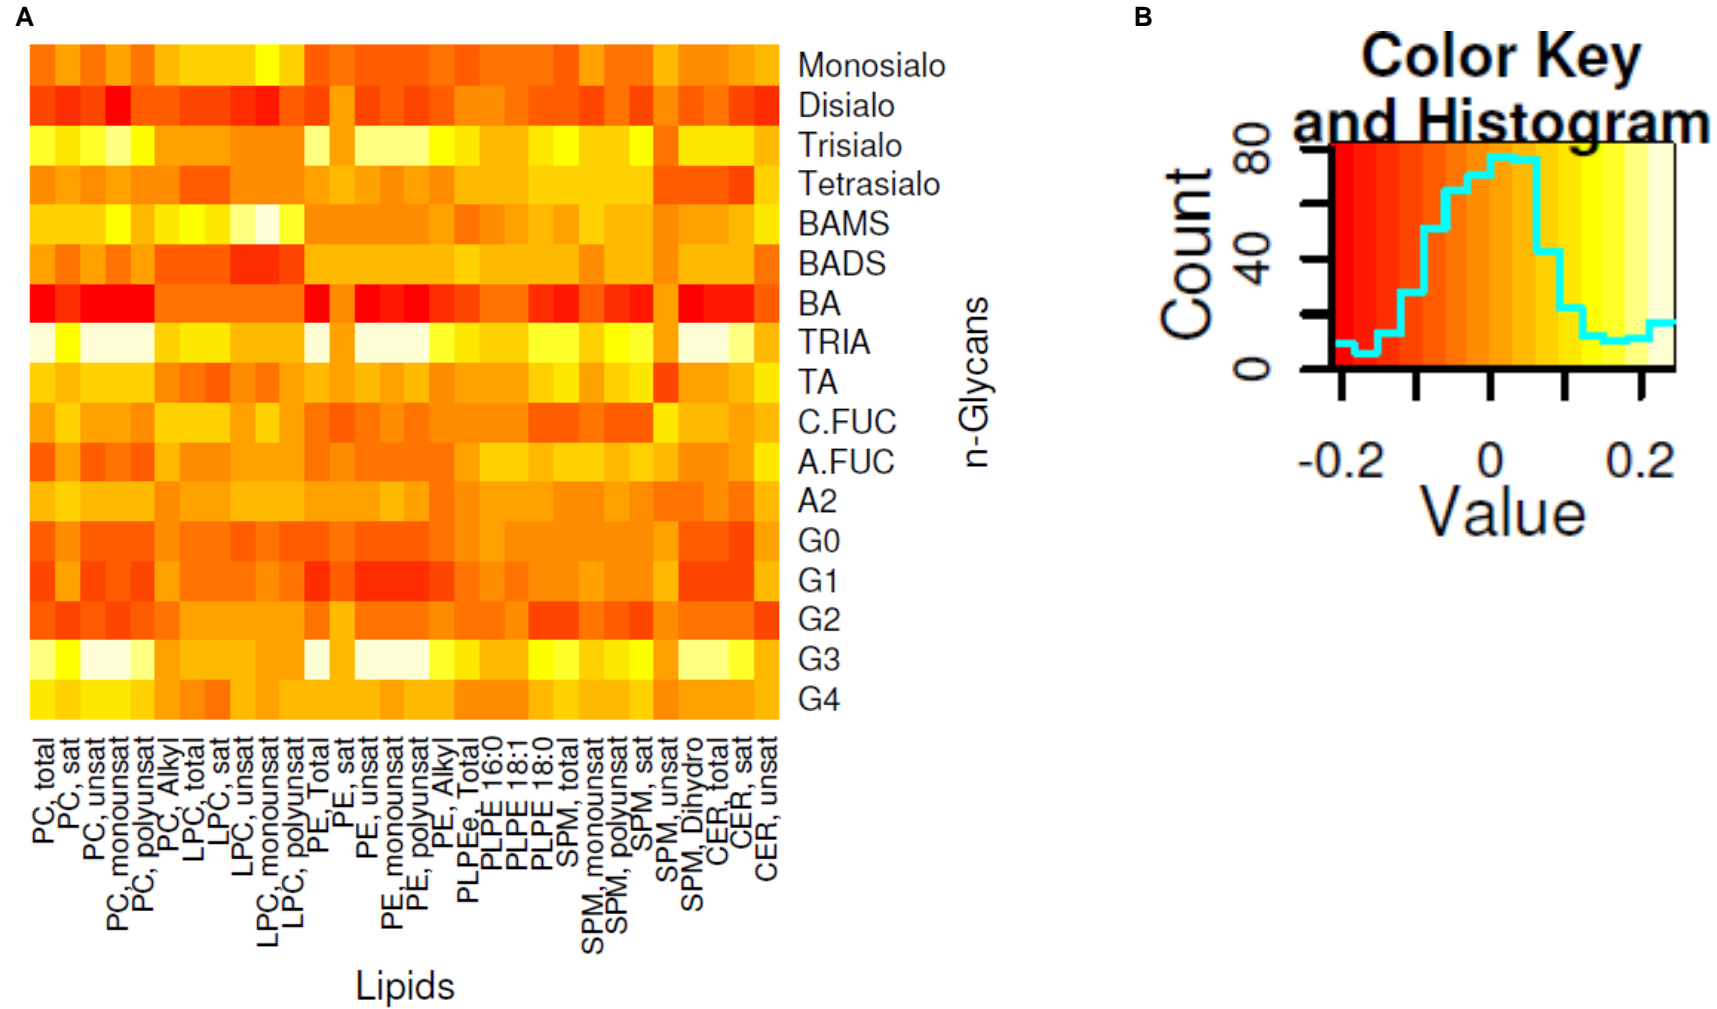 A
Monosialo
Disialo
Trisialo
Tetrasialo
BAMS
BADS
BA
TRIA
TA
C.FUC
A.FUC
A2
G0
G1
G2
G3
G4
n-Glycans
PC, total
PC, sat
PC, unsat
PC, monounsat
PC, polyunsat
PC, Alkyl
LPC, total
LPC, sat
LPC, unsat
LPC, monounsat
LPC, polyunsat
PE, Total
PE, sat
PE, unsat
PE, monounsat
PE, polyunsat
PE, Alkyl
PLPEe, Total
PLPE 16:0
PLPE 18:1
PLPE 18:0
SPM, total
SPM, monounsat
SPM, polyunsat
SPM, sat
SPM, unsat
SPM, Dihydro
CER, total
CER, sat
CER, unsat
Lipids
B
Color Key
and Histogram
Count
80
40
0
-0.2 0 0.2
Value